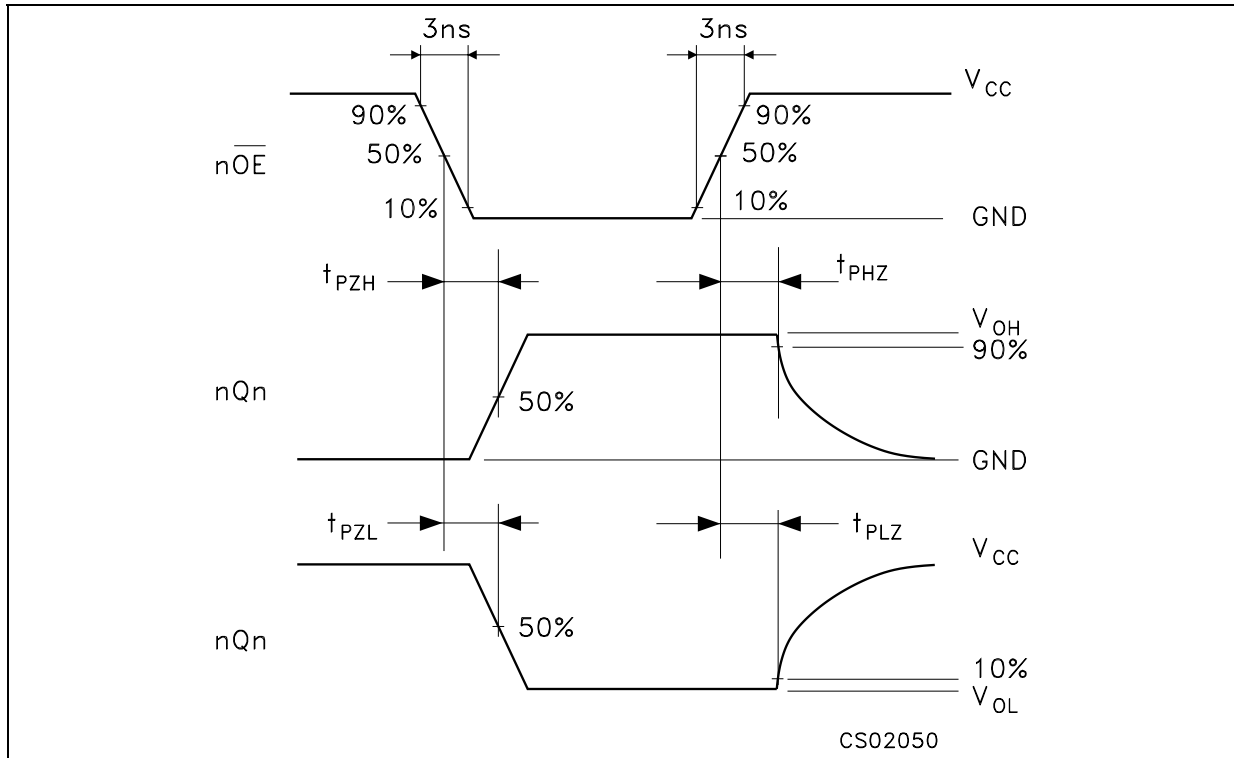 3ns 3ns
V_CC
90% 90%
nO̅E̅ 50% 50%
10% 10%
GND
t_PZH t_PHZ
V_OH
90%
nQn 50%
GND
t_PZL t_PLZ
V_CC
50%
nQn
10%
V_OL
CS02050